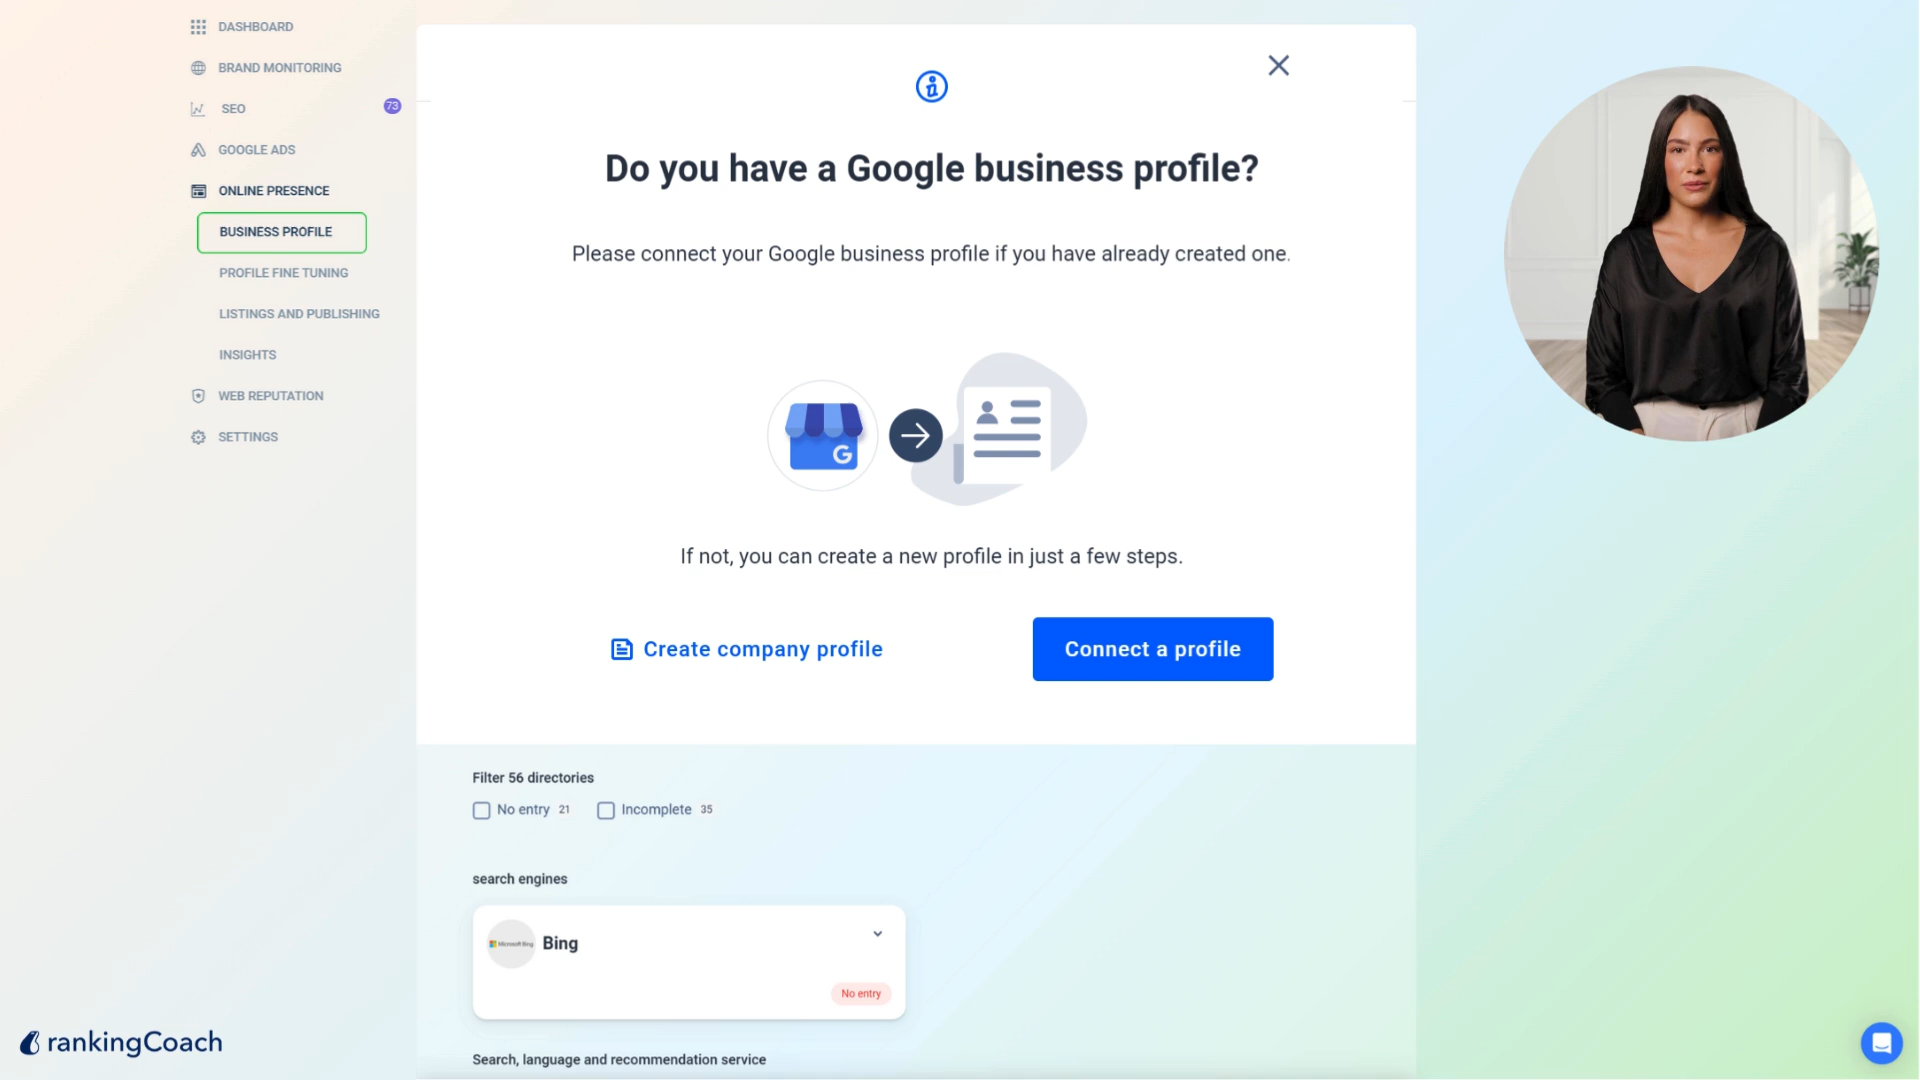 DASHBOARD
BRAND MONITORING
SEO
73
GOOGLE ADS
ONLINE PRESENCE
BUSINESS PROFILE
PROFILE FINE TUNING
LISTINGS AND PUBLISHING
INSIGHTS
WEB REPUTATION
SETTINGS
Do you have a Google business profile?
Please connect your Google business profile if you have already created one.
G
If not, you can create a new profile in just a few steps.
Create company profile
Connect a profile
Filter 56 directories
No entry 21
Incomplete 35
search engines
Microsoft Bing
Bing
No entry
Search, language and recommendation service
rankingCoach